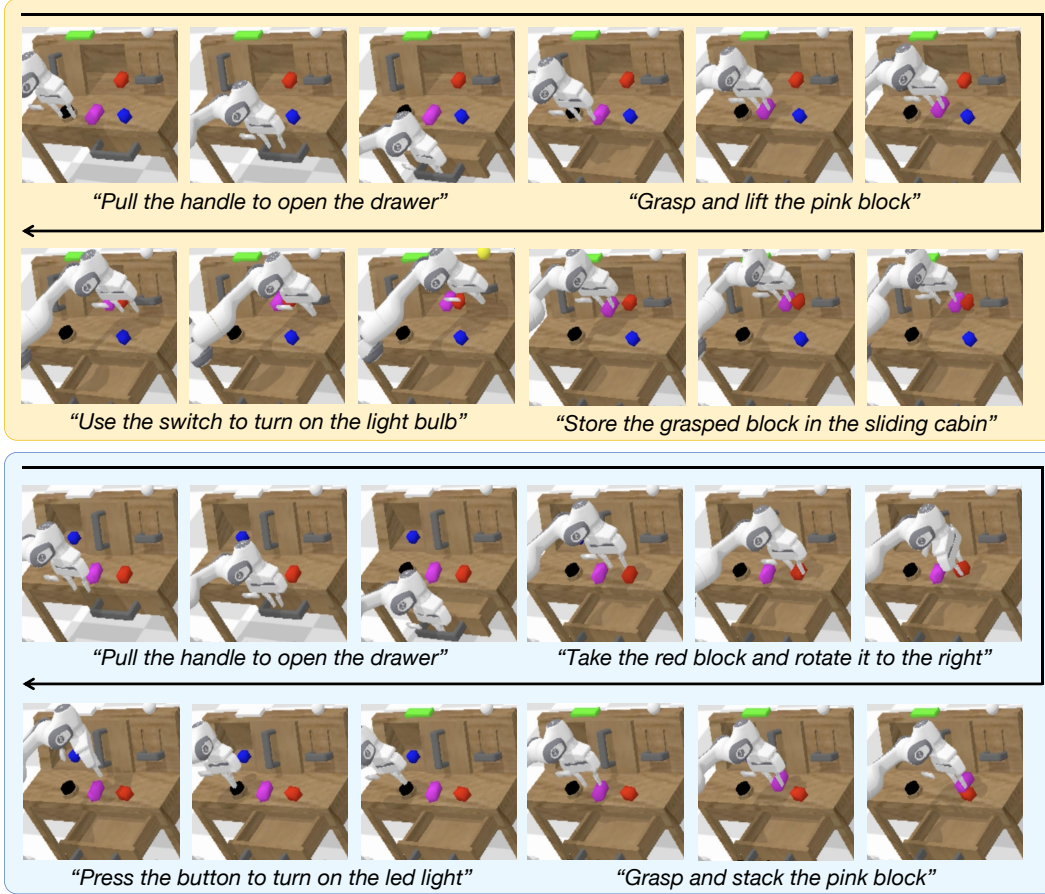 “Pull the handle to open the drawer”
“Grasp and lift the pink block”
“Use the switch to turn on the light bulb”
“Store the grasped block in the sliding cabin”
“Pull the handle to open the drawer”
“Take the red block and rotate it to the right”
“Press the button to turn on the led light”
“Grasp and stack the pink block”